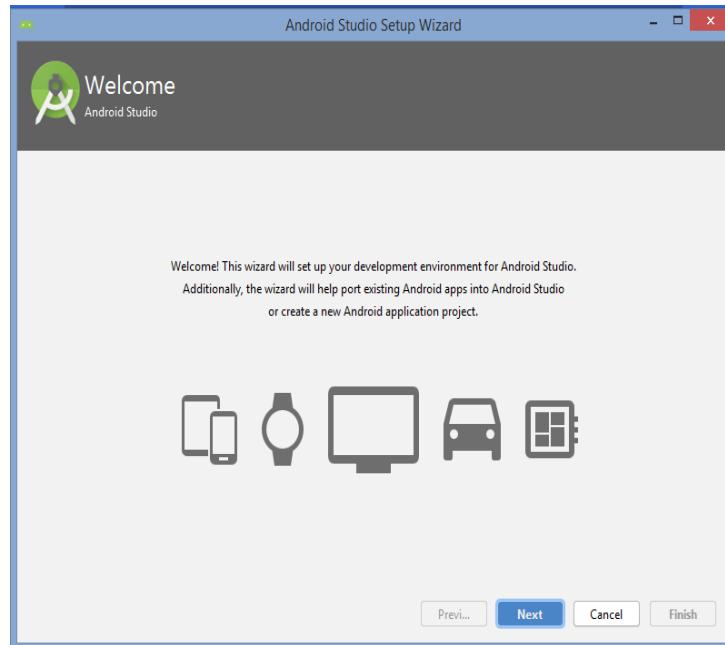 Android Studio Setup Wizard
Welcome
Android Studio
Welcome! This wizard will set up your development environment for Android Studio.
Additionally, the wizard will help port existing Android apps into Android Studio
or create a new Android application project.
Previ... Next Cancel Finish